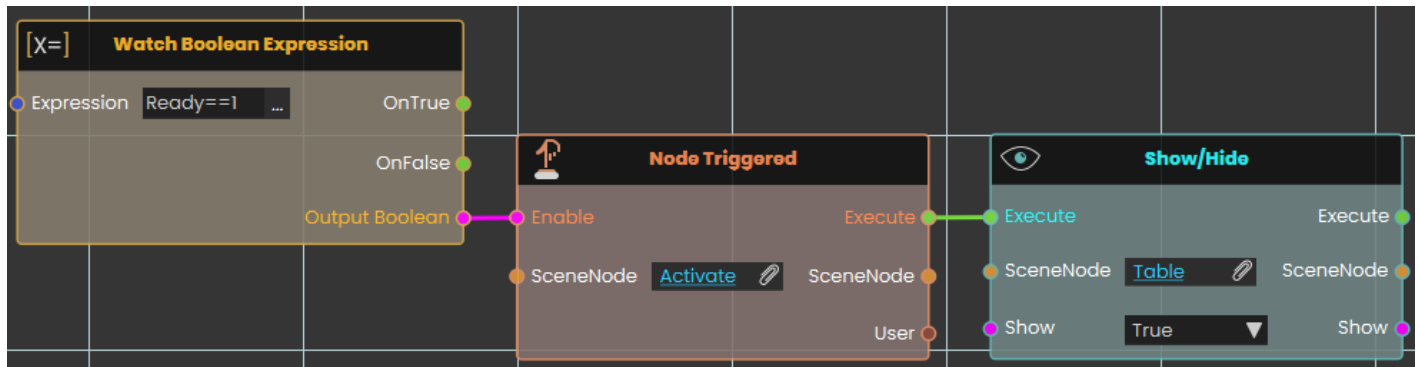 [X=] Watch Boolean Expression
Expression Ready==1 ... OnTrue
OnFalse
Output Boolean
Node Triggered
Enable Execute
SceneNode Activate SceneNode
User
Show/Hide
Execute Execute
SceneNode Table SceneNode
Show True Show